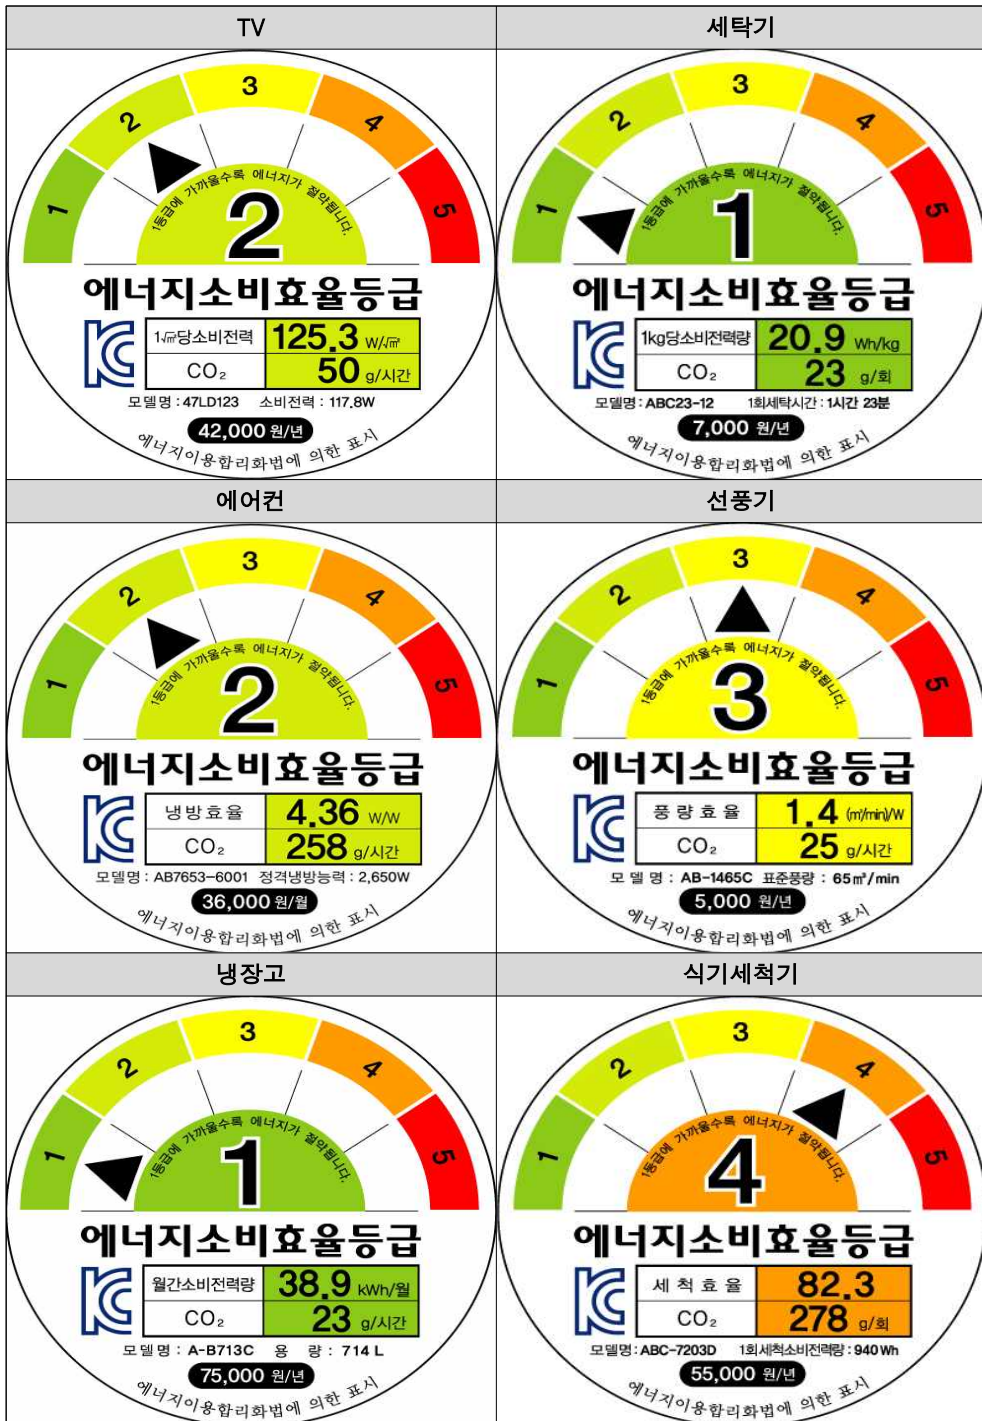 TV
1
2
3
4
5
1등급에 가까울수록 에너지가 절약됩니다.
2
에너지소비효율등급
1√㎡당소비전력 125.3 W/√㎡
CO₂ 50 g/시간
모델명 : 47LD123 소비전력 : 117.8W
42,000 원/년
에너지이용합리화법에 의한 표시
세탁기
1
2
3
4
5
1등급에 가까울수록 에너지가 절약됩니다.
1
에너지소비효율등급
1kg당소비전력량 20.9 Wh/kg
CO₂ 23 g/회
모델명 : ABC23-12 1회세탁시간 : 1시간 23분
7,000 원/년
에너지이용합리화법에 의한 표시
에어컨
1
2
3
4
5
1등급에 가까울수록 에너지가 절약됩니다.
2
에너지소비효율등급
냉방효율 4.36 W/W
CO₂ 258 g/시간
모델명 : AB7653-6001 정격냉방능력 : 2,650W
36,000 원/월
에너지이용합리화법에 의한 표시
선풍기
1
2
3
4
5
1등급에 가까울수록 에너지가 절약됩니다.
3
에너지소비효율등급
풍량효율 1.4 (㎥/min)/W
CO₂ 25 g/시간
모델명 : AB-1465C 표준풍량 : 65㎥/min
5,000 원/년
에너지이용합리화법에 의한 표시
냉장고
1
2
3
4
5
1등급에 가까울수록 에너지가 절약됩니다.
1
에너지소비효율등급
월간소비전력량 38.9 kWh/월
CO₂ 23 g/시간
모델명 : A-B713C 용 량 : 714 L
75,000 원/년
에너지이용합리화법에 의한 표시
식기세척기
1
2
3
4
5
1등급에 가까울수록 에너지가 절약됩니다.
4
에너지소비효율등급
세척효율 82.3
CO₂ 278 g/회
모델명 : ABC-7203D 1회세척소비전력량 : 940 Wh
55,000 원/년
에너지이용합리화법에 의한 표시